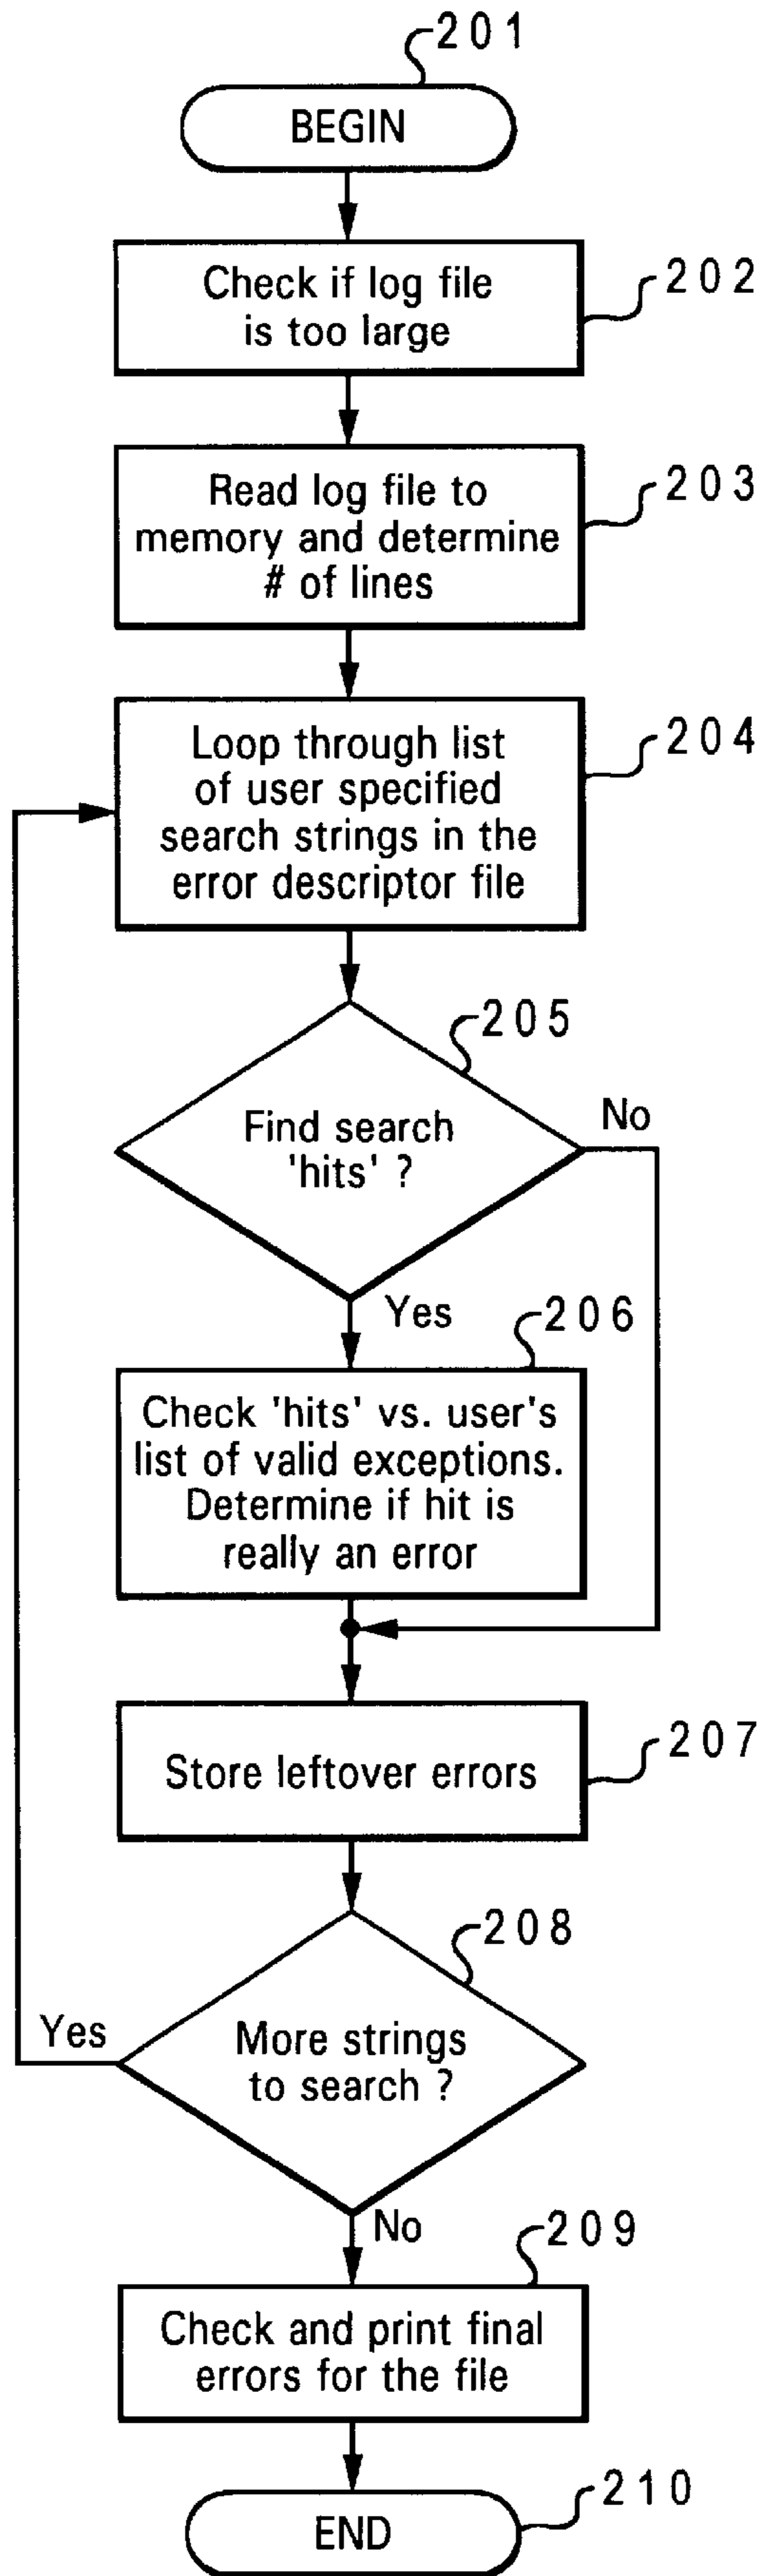 201
BEGIN
Check if log file
is too large
202
Read log file to
memory and determine
# of lines
203
Loop through list
of user specified
search strings in the
error descriptor file
204
205
Find search
'hits' ?
No
Yes
206
Check 'hits' vs. user's
list of valid exceptions.
Determine if hit is
really an error
Store leftover errors
207
208
More strings
to search ?
Yes
No
209
Check and print final
errors for the file
210
END